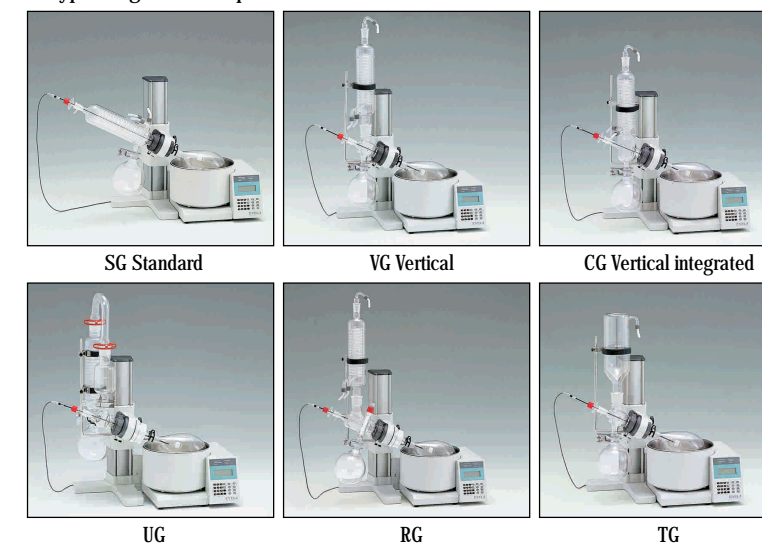 SG Standard
VG Vertical
CG Vertical integrated
UG
RG
TG